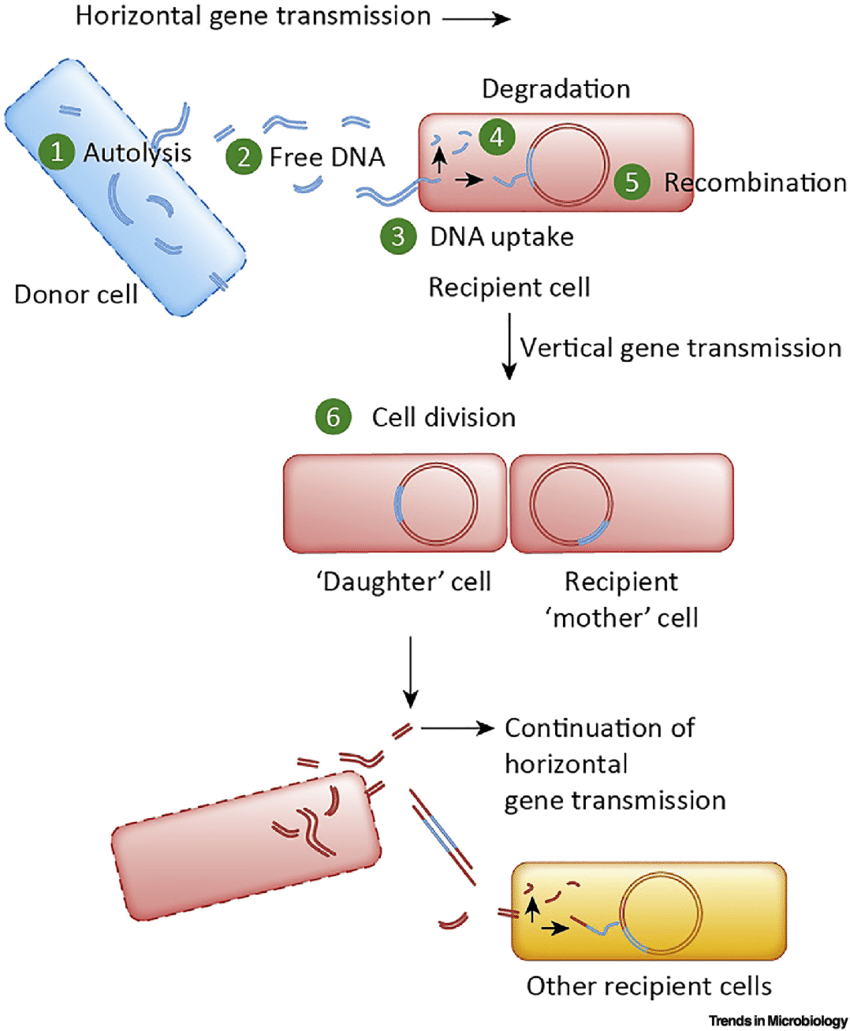 Horizontal gene transmission
Degradation
1 Autolysis
2 Free DNA
4
5 Recombination
3 DNA uptake
Donor cell
Recipient cell
Vertical gene transmission
6 Cell division
‘Daughter’ cell
Recipient
‘mother’ cell
Continuation of
horizontal
gene transmission
Other recipient cells
Trends in Microbiology